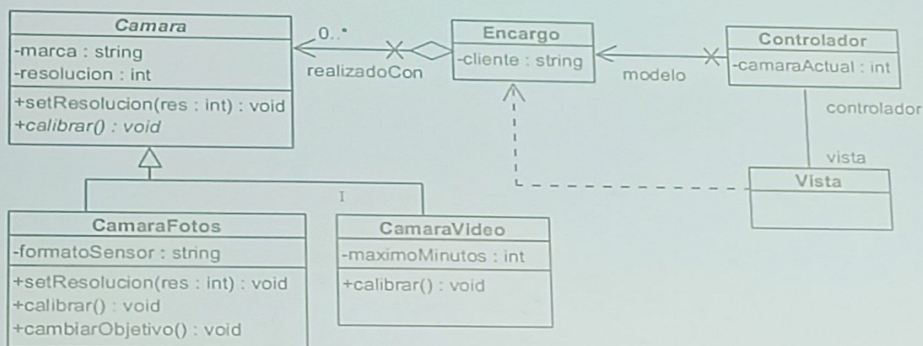 Camara
-marca : string
-resolucion : int
+setResolucion(res : int) : void
+calibrar() : void
0..*
realizadoCon
Encargo
-cliente : string
modelo
Controlador
-camaraActual : int
controlador
vista
Vista
CamaraFotos
-formatoSensor : string
+setResolucion(res : int) : void
+calibrar() : void
+cambiarObjetivo() : void
CamaraVideo
-maximoMinutos : int
+calibrar() : void